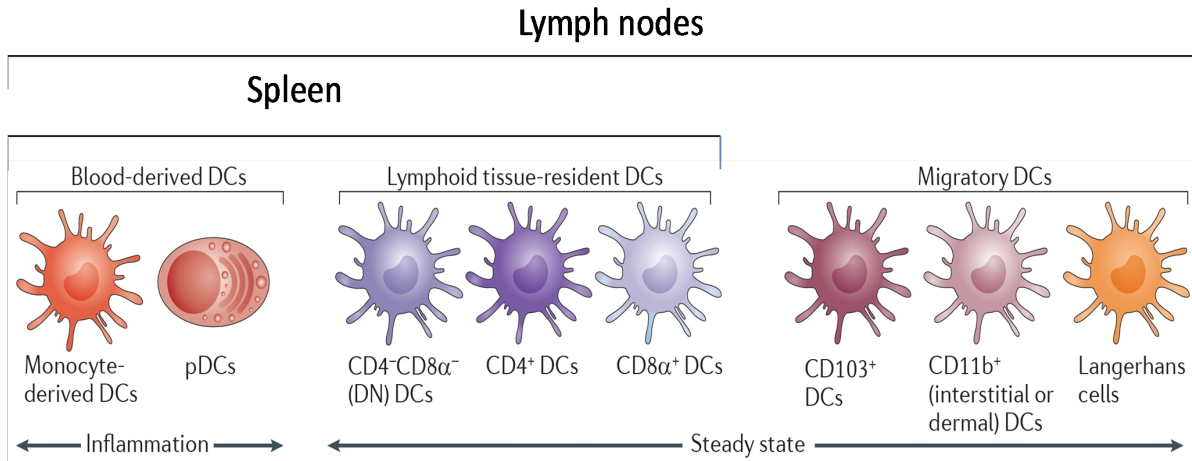 Lymph nodes
Spleen
Blood-derived DCs
Lymphoid tissue-resident DCs
Migratory DCs
Monocyte-
derived DCs
pDCs
CD4⁻CD8α⁻
(DN) DCs
CD4⁺ DCs
CD8α⁺ DCs
CD103⁺
DCs
CD11b⁺
(interstitial or
dermal) DCs
Langerhans
cells
Inflammation
Steady state